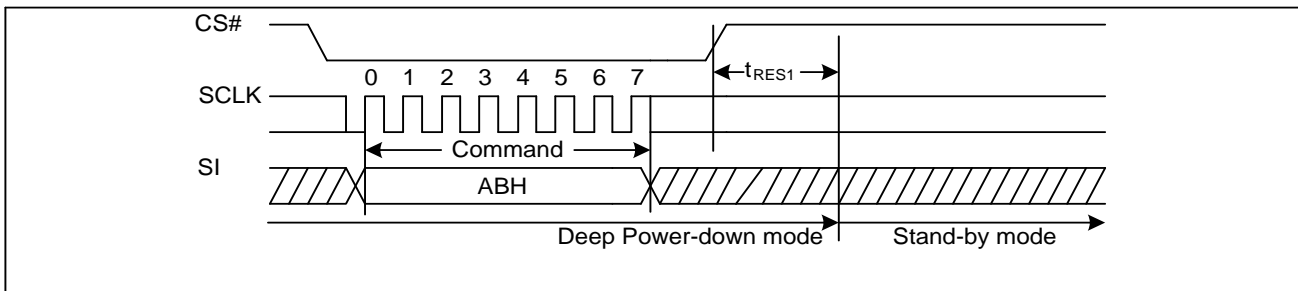 CS#
tRES1
0 1 2 3 4 5 6 7
SCLK
Command
SI
ABH
Deep Power-down mode Stand-by mode